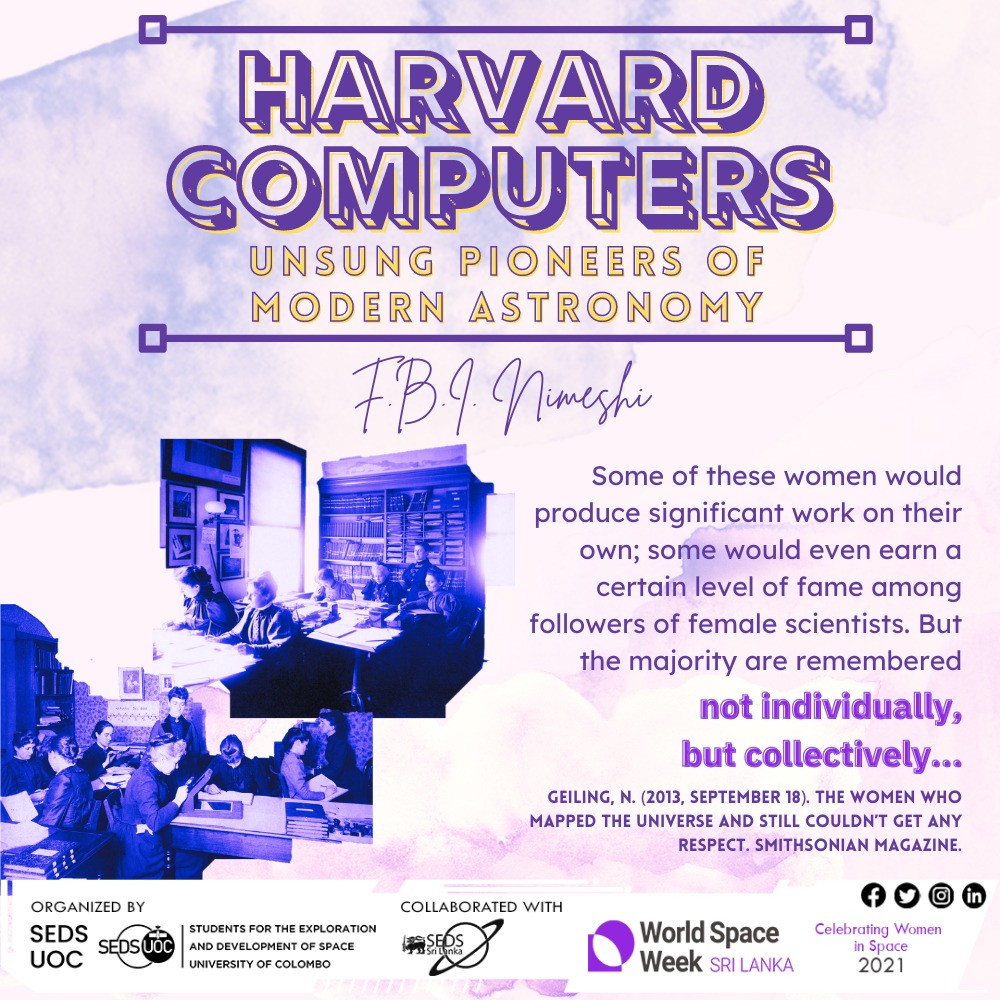 HARVARD
COMPUTERS
UNSUNG PIONEERS OF
MODERN ASTRONOMY
F.B.I. Nimeshi
Some of these women would
produce significant work on their
own; some would even earn a
certain level of fame among
followers of female scientists. But
the majority are remembered
not individually,
but collectively...
GEILING, N. (2013, SEPTEMBER 18). THE WOMEN WHO
MAPPED THE UNIVERSE AND STILL COULDN'T GET ANY
RESPECT. SMITHSONIAN MAGAZINE.
ORGANIZED BY
SEDS
UOC
SEDS UOC
STUDENTS FOR THE EXPLORATION
AND DEVELOPMENT OF SPACE
UNIVERSITY OF COLOMBO
COLLABORATED WITH
SEDS
Sri Lanka
World Space
Week SRI LANKA
Celebrating Women
in Space
2021